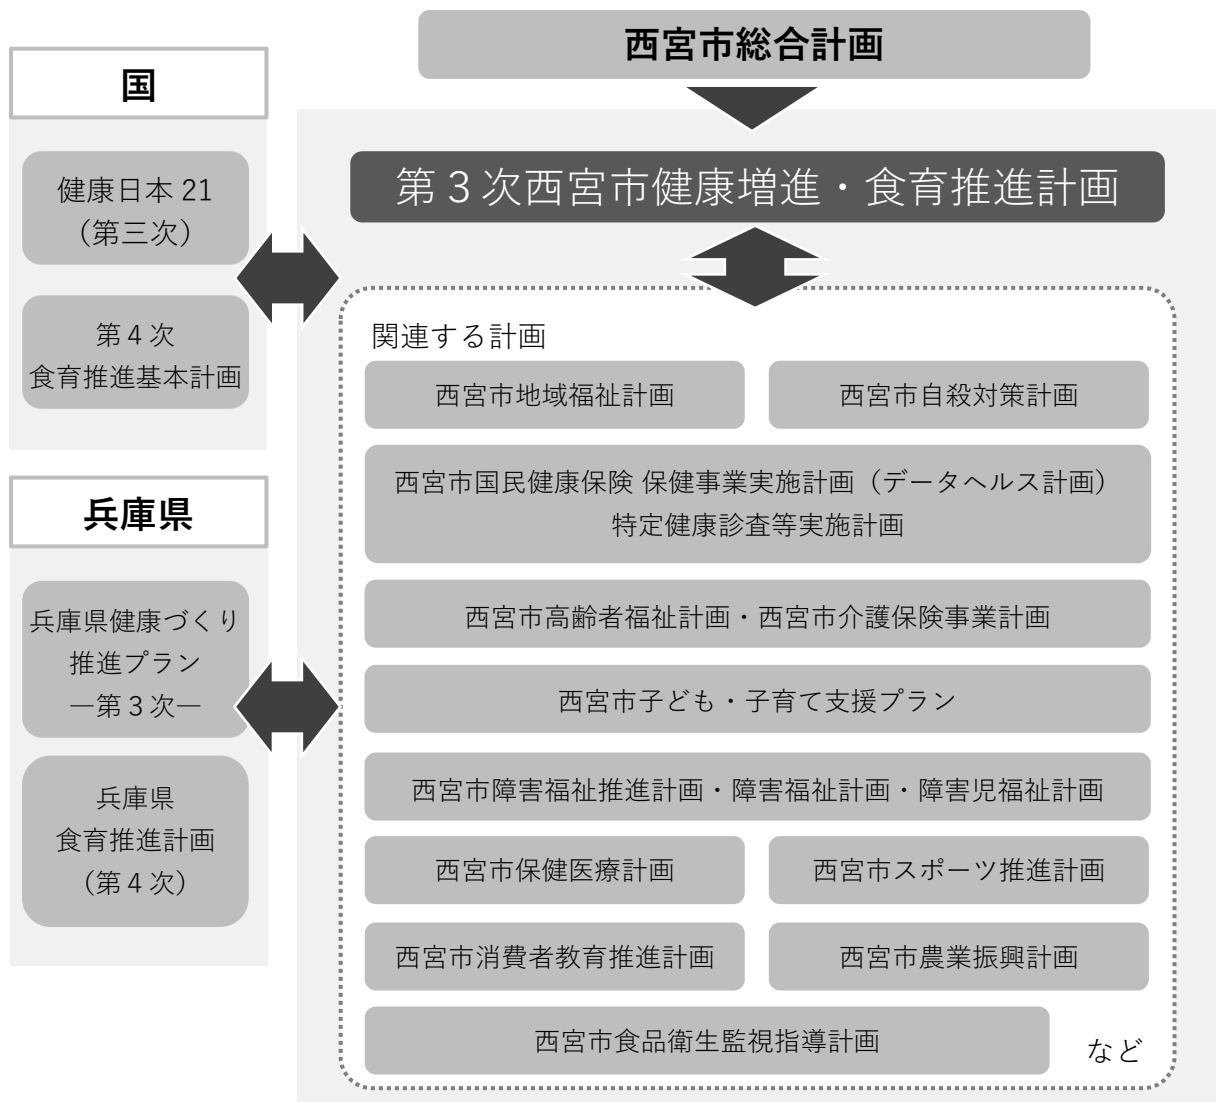 西宮市総合計画
国
健康日本 21
（第三次）
第４次
食育推進基本計画
兵庫県
兵庫県健康づくり
推進プラン
―第３次―
兵庫県
食育推進計画
（第４次）
第３次西宮市健康増進・食育推進計画
関連する計画
西宮市地域福祉計画
西宮市自殺対策計画
西宮市国民健康保険 保健事業実施計画（データヘルス計画）
特定健康診査等実施計画
西宮市高齢者福祉計画・西宮市介護保険事業計画
西宮市子ども・子育て支援プラン
西宮市障害福祉推進計画・障害福祉計画・障害児福祉計画
西宮市保健医療計画
西宮市スポーツ推進計画
西宮市消費者教育推進計画
西宮市農業振興計画
西宮市食品衛生監視指導計画
など